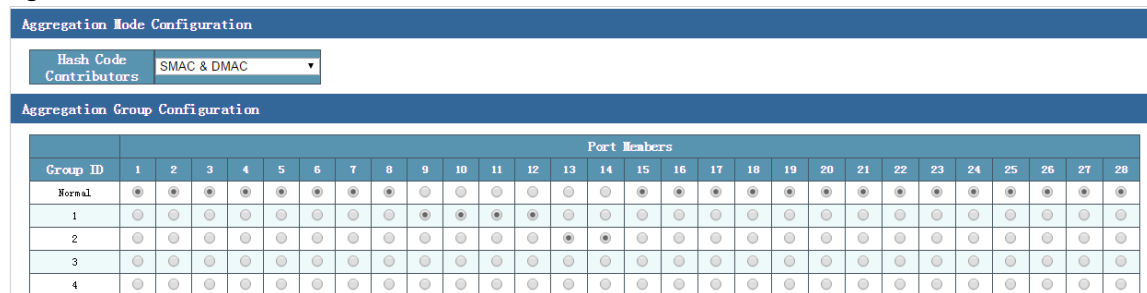 Aggregation Mode Configuration
Hash Code
Contributors
SMAC & DMAC
Aggregation Group Configuration
Port Members
Group ID 1 2 3 4 5 6 7 8 9 10 11 12 13 14 15 16 17 18 19 20 21 22 23 24 25 26 27 28
Normal
1
2
3
4